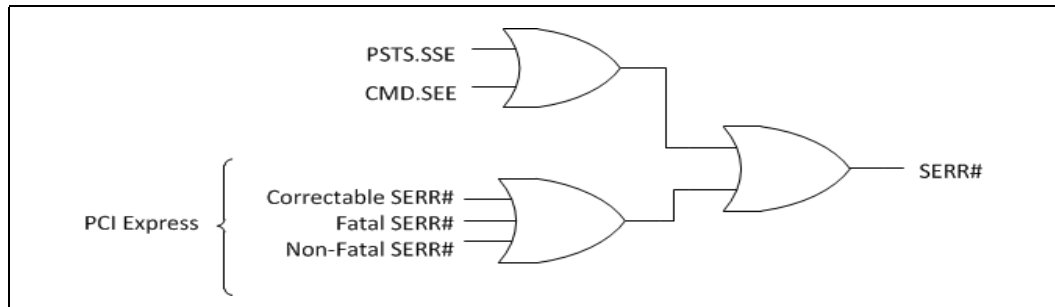 PSTS.SSE
CMD.SEE
SERR#
PCI Express
Correctable SERR#
Fatal SERR#
Non-Fatal SERR#